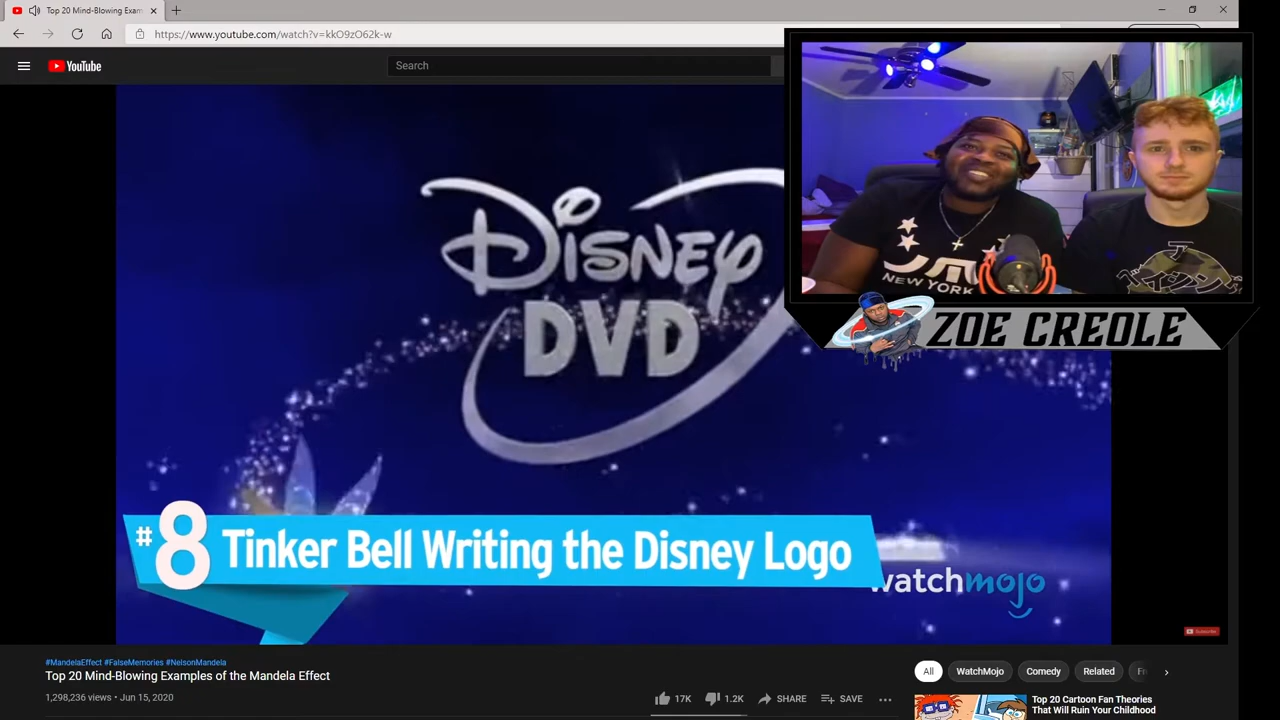 Top 20 Mind-Blowing Exam
https://www.youtube.com/watch?v=kkO9zO62k-w
YouTube
Search
Disney
DVD
NEW YORK
ZOE CREOLE
#8 Tinker Bell Writing the Disney Logo
watchmojo
Subscribe
#MandelaEffect #FalseMemories #NelsonMandela
Top 20 Mind-Blowing Examples of the Mandela Effect
1,298,236 views • Jun 15, 2020
17K
1.2K
SHARE
SAVE
All
WatchMojo
Comedy
Related
Top 20 Cartoon Fan Theories
That Will Ruin Your Childhood